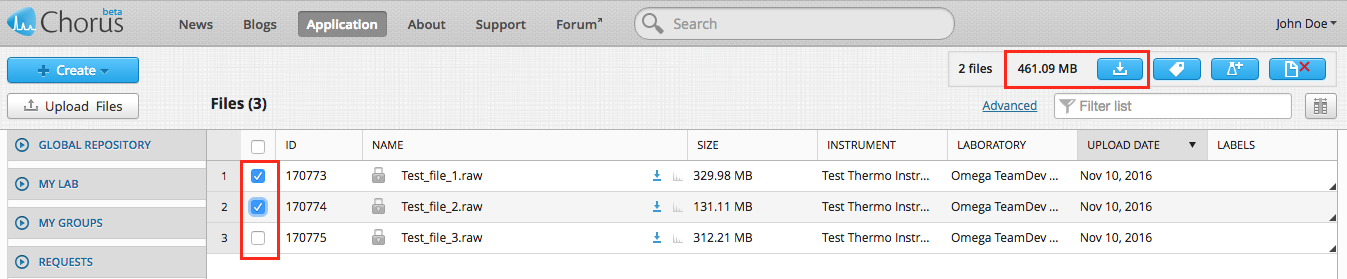 Chorus beta News Blogs Application About Support Forum Search John Doe
Create 2 files 461.09 MB
Upload Files Files (3) Advanced Filter list
ID NAME SIZE INSTRUMENT LABORATORY UPLOAD DATE LABELS
GLOBAL REPOSITORY
MY LAB
MY GROUPS
REQUESTS
1 170773 Test_file_1.raw 329.98 MB Test Thermo Instr... Omega TeamDev ... Nov 10, 2016
2 170774 Test_file_2.raw 131.11 MB Test Thermo Instr... Omega TeamDev ... Nov 10, 2016
3 170775 Test_file_3.raw 312.21 MB Test Thermo Instr... Omega TeamDev ... Nov 10, 2016